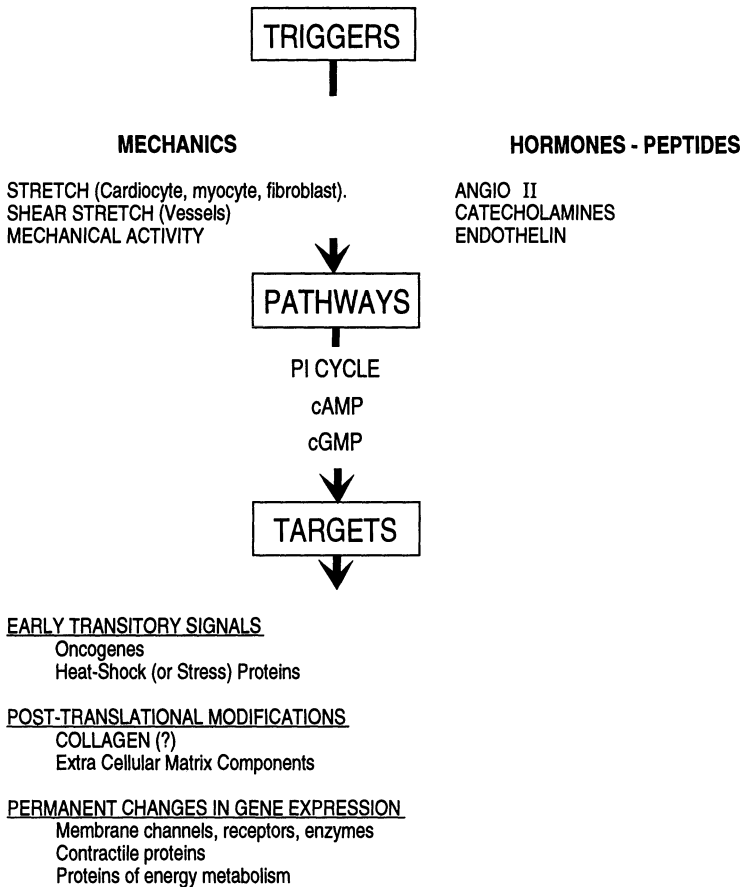 TRIGGERS
MECHANICS
STRETCH (Cardiocyte, myocyte, fibroblast).
SHEAR STRETCH (Vessels)
MECHANICAL ACTIVITY
HORMONES - PEPTIDES
ANGIO II
CATECHOLAMINES
ENDOTHELIN
PATHWAYS
PI CYCLE
cAMP
cGMP
TARGETS
EARLY TRANSITORY SIGNALS
Oncogenes
Heat-Shock (or Stress) Proteins
POST-TRANSLATIONAL MODIFICATIONS
COLLAGEN (?)
Extra Cellular Matrix Components
PERMANENT CHANGES IN GENE EXPRESSION
Membrane channels, receptors, enzymes
Contractile proteins
Proteins of energy metabolism